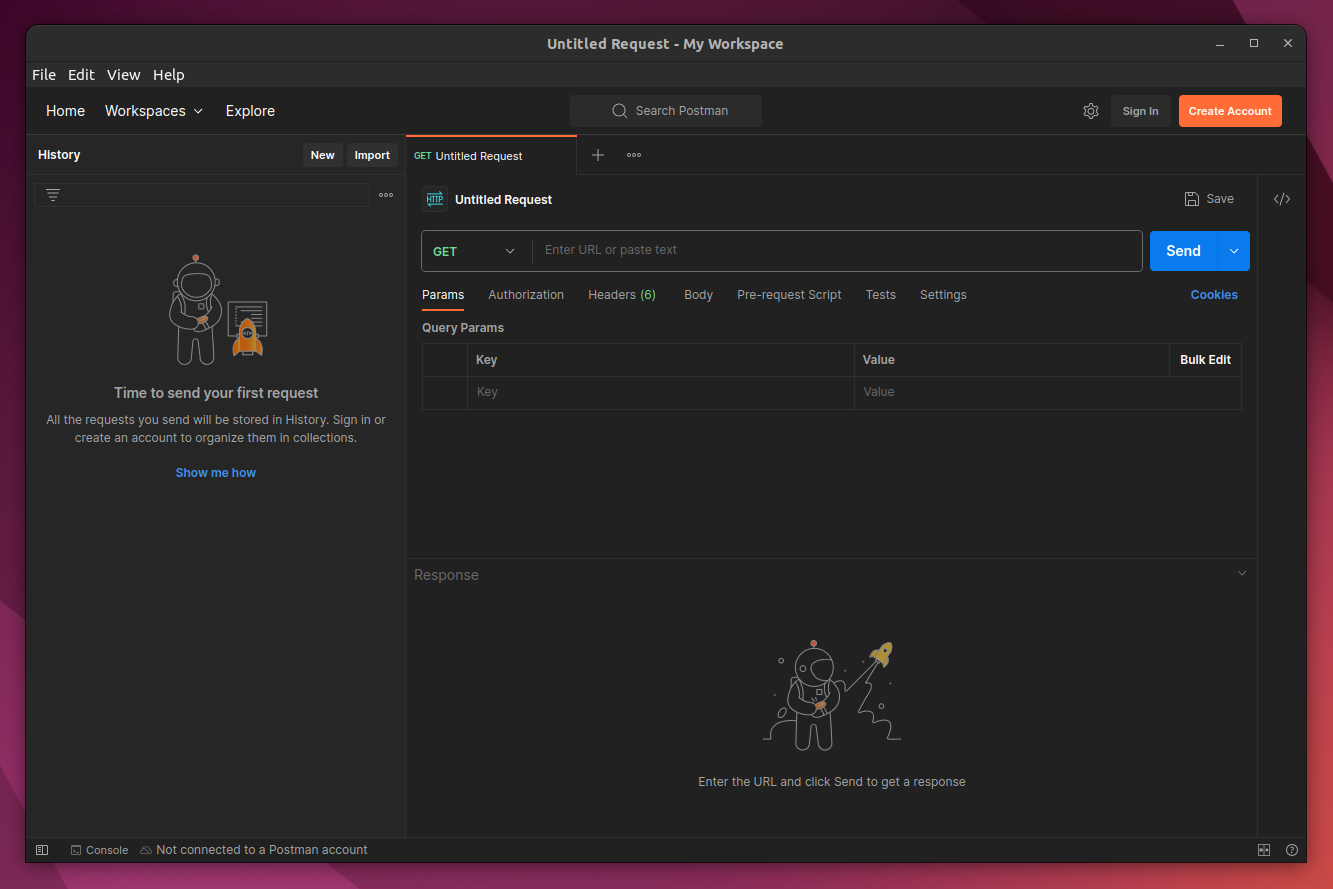 Untitled Request - My Workspace
File Edit View Help
Home Workspaces Explore Search Postman Sign In Create Account
History New Import
GET Untitled Request
HTTP Untitled Request Save
GET Enter URL or paste text Send
Params Authorization Headers (6) Body Pre-request Script Tests Settings Cookies
Query Params
Key Value Bulk Edit
Key Value
Time to send your first request
All the requests you send will be stored in History. Sign in or
create an account to organize them in collections.
Show me how
Response
Enter the URL and click Send to get a response
Console Not connected to a Postman account